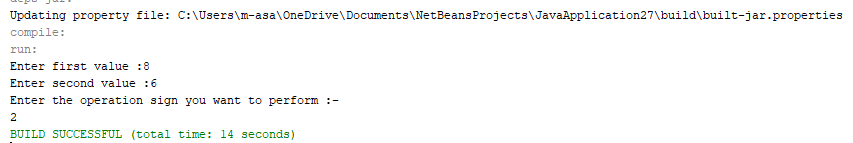 deps-jar:
Updating property file: C:\Users\m-asa\OneDrive\Documents\NetBeansProjects\JavaApplication27\build\built-jar.properties
compile:
run:
Enter first value :8
Enter second value :6
Enter the operation sign you want to perform :-
2
BUILD SUCCESSFUL (total time: 14 seconds)